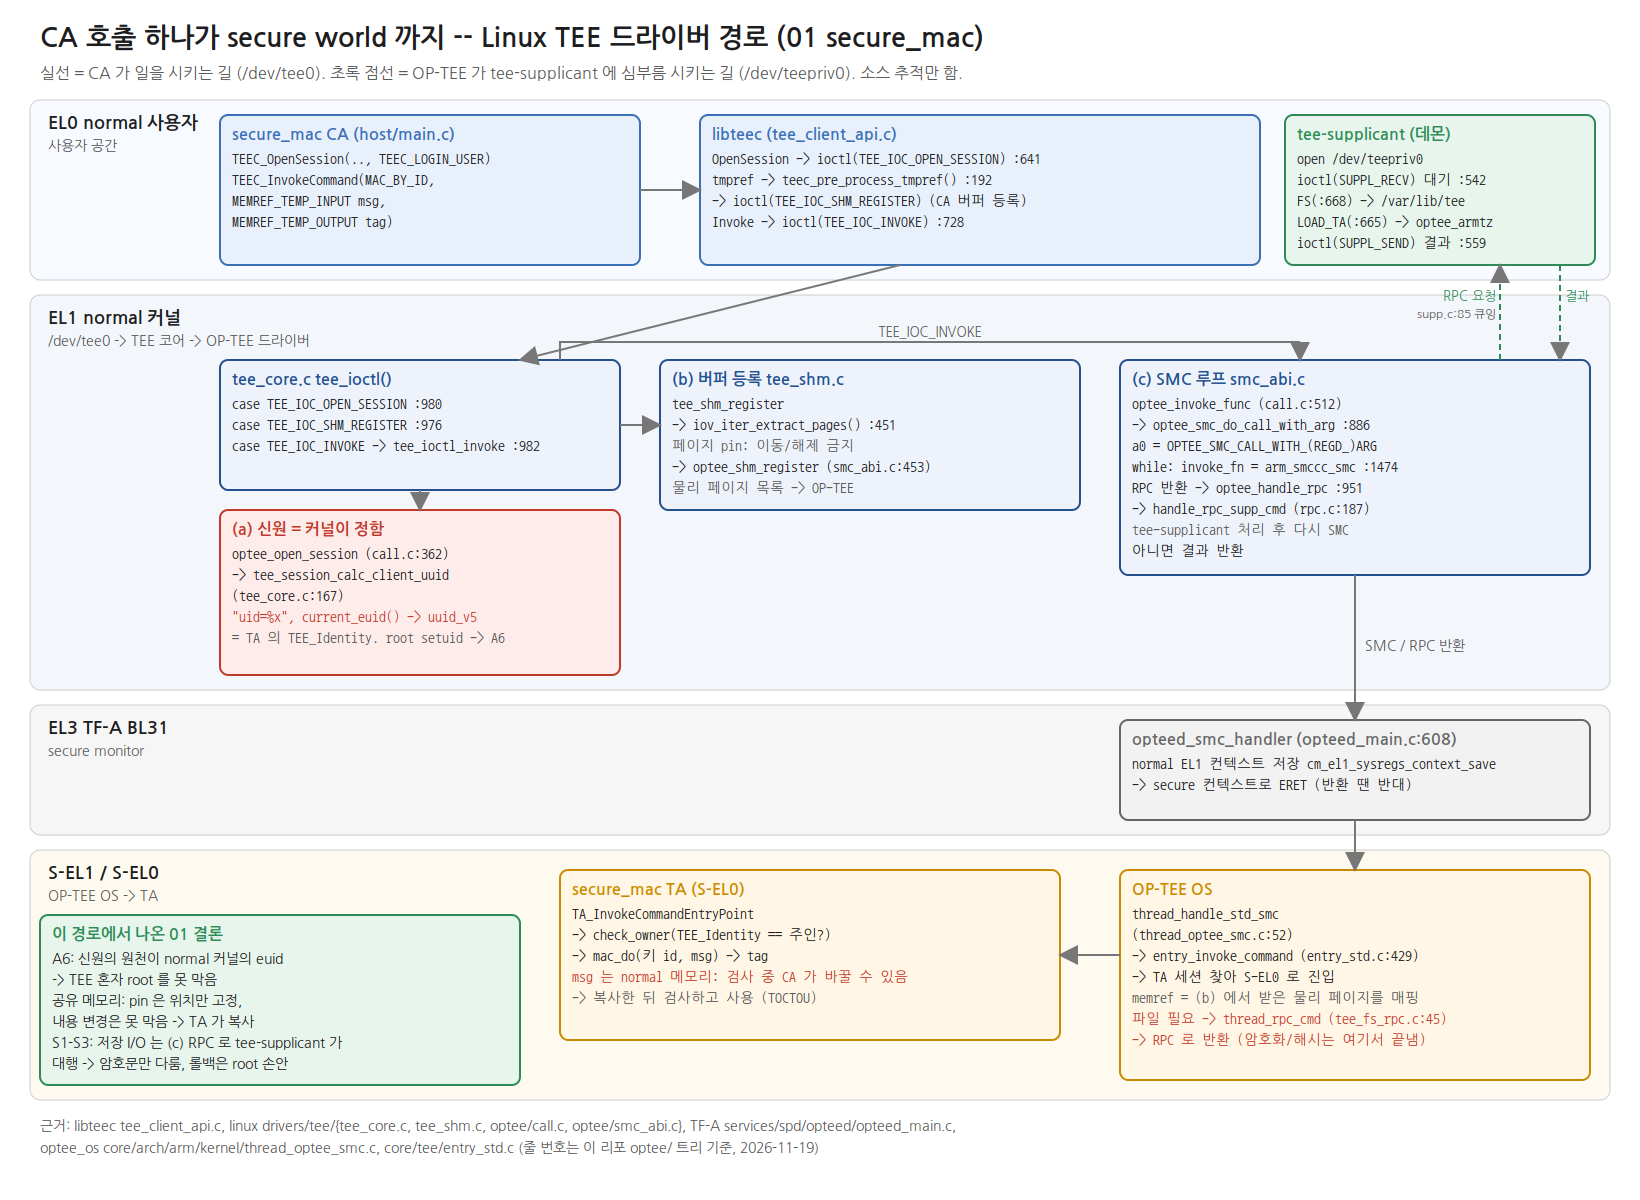 CA 호출 하나가 secure world 까지 -- Linux TEE 드라이버 경로 (01 secure_mac)
실선 = CA 가 일을 시키는 길 (/dev/tee0). 초록 점선 = OP-TEE 가 tee-supplicant 에 심부름 시키는 길 (/dev/teepriv0). 소스 추적만 함.
EL0 normal 사용자
사용자 공간
secure_mac CA (host/main.c)
TEEC_OpenSession(.., TEEC_LOGIN_USER)
TEEC_InvokeCommand(MAC_BY_ID,
MEMREF_TEMP_INPUT msg,
MEMREF_TEMP_OUTPUT tag)
libteec (tee_client_api.c)
OpenSession -> ioctl(TEE_IOC_OPEN_SESSION) :641
tmpref -> teec_pre_process_tmpref() :192
-> ioctl(TEE_IOC_SHM_REGISTER) (CA 버퍼 등록)
Invoke -> ioctl(TEE_IOC_INVOKE) :728
tee-supplicant (데몬)
open /dev/teepriv0
ioctl(SUPPL_RECV) 대기 :542
FS(:668) -> /var/lib/tee
LOAD_TA(:665) -> optee_armtz
ioctl(SUPPL_SEND) 결과 :559
RPC 요청
supp.c:85 큐잉
결과
EL1 normal 커널
/dev/tee0 -> TEE 코어 -> OP-TEE 드라이버
TEE_IOC_INVOKE
tee_core.c tee_ioctl()
case TEE_IOC_OPEN_SESSION :980
case TEE_IOC_SHM_REGISTER :976
case TEE_IOC_INVOKE -> tee_ioctl_invoke :982
(b) 버퍼 등록 tee_shm.c
tee_shm_register
-> iov_iter_extract_pages() :451
페이지 pin: 이동/해제 금지
-> optee_shm_register (smc_abi.c:453)
물리 페이지 목록 -> OP-TEE
(c) SMC 루프 smc_abi.c
optee_invoke_func (call.c:512)
-> optee_smc_do_call_with_arg :886
a0 = OPTEE_SMC_CALL_WITH_(REGD_)ARG
while: invoke_fn = arm_smccc_smc :1474
RPC 반환 -> optee_handle_rpc :951
-> handle_rpc_supp_cmd (rpc.c:187)
tee-supplicant 처리 후 다시 SMC
아니면 결과 반환
(a) 신원 = 커널이 정함
optee_open_session (call.c:362)
-> tee_session_calc_client_uuid
(tee_core.c:167)
"uid=%x", current_euid() -> uuid_v5
= TA 의 TEE_Identity. root setuid -> A6
SMC / RPC 반환
EL3 TF-A BL31
secure monitor
opteed_smc_handler (opteed_main.c:608)
normal EL1 컨텍스트 저장 cm_el1_sysregs_context_save
-> secure 컨텍스트로 ERET (반환 땐 반대)
S-EL1 / S-EL0
OP-TEE OS -> TA
이 경로에서 나온 01 결론
A6: 신원의 원천이 normal 커널의 euid
-> TEE 혼자 root 를 못 막음
공유 메모리: pin 은 위치만 고정,
내용 변경은 못 막음 -> TA 가 복사
S1-S3: 저장 I/O 는 (c) RPC 로 tee-supplicant 가
대행 -> 암호문만 다룸, 롤백은 root 손안
secure_mac TA (S-EL0)
TA_InvokeCommandEntryPoint
-> check_owner(TEE_Identity == 주인?)
-> mac_do(키 id, msg) -> tag
msg 는 normal 메모리: 검사 중 CA 가 바꿀 수 있음
-> 복사한 뒤 검사하고 사용 (TOCTOU)
OP-TEE OS
thread_handle_std_smc
(thread_optee_smc.c:52)
-> entry_invoke_command (entry_std.c:429)
-> TA 세션 찾아 S-EL0 로 진입
memref = (b) 에서 받은 물리 페이지를 매핑
파일 필요 -> thread_rpc_cmd (tee_fs_rpc.c:45)
-> RPC 로 반환 (암호화/해시는 여기서 끝냄)
근거: libteec tee_client_api.c, linux drivers/tee/{tee_core.c, tee_shm.c, optee/call.c, optee/smc_abi.c}, TF-A services/spd/opteed/opteed_main.c,
optee_os core/arch/arm/kernel/thread_optee_smc.c, core/tee/entry_std.c (줄 번호는 이 리포 optee/ 트리 기준, 2026-11-19)